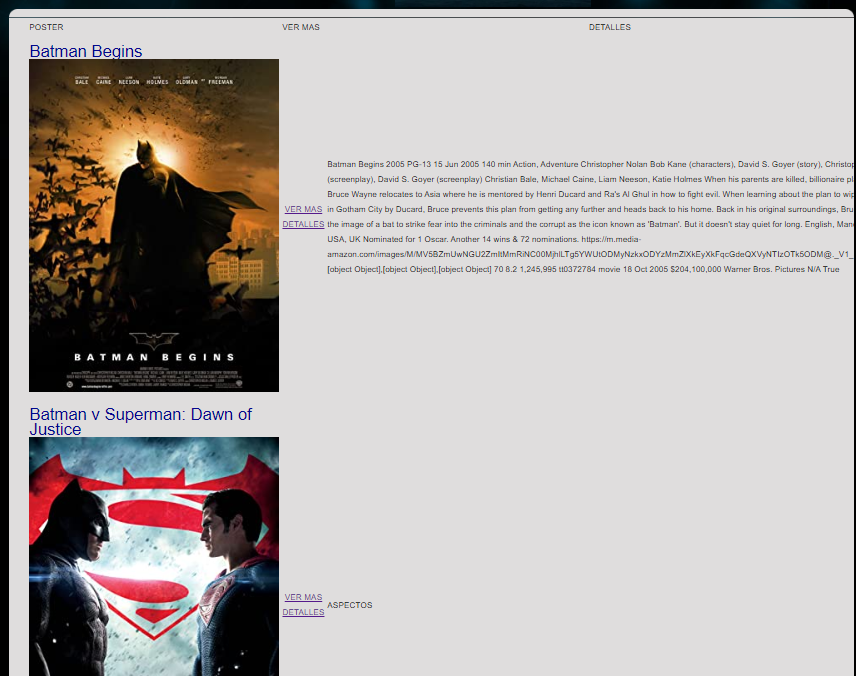 POSTER VER MAS DETALLES
Batman Begins
CHRISTIAN BALE MICHAEL CAINE LIAM NEESON KATIE HOLMES GARY OLDMAN AND MORGAN FREEMAN
BATMAN BEGINS
VER MAS
DETALLES
Batman Begins 2005 PG-13 15 Jun 2005 140 min Action, Adventure Christopher Nolan Bob Kane (characters), David S. Goyer (story), Christop
(screenplay), David S. Goyer (screenplay) Christian Bale, Michael Caine, Liam Neeson, Katie Holmes When his parents are killed, billionaire pl
Bruce Wayne relocates to Asia where he is mentored by Henri Ducard and Ra's Al Ghul in how to fight evil. When learning about the plan to wip
in Gotham City by Ducard, Bruce prevents this plan from getting any further and heads back to his home. Back in his original surroundings, Bru
the image of a bat to strike fear into the criminals and the corrupt as the icon known as 'Batman'. But it doesn't stay quiet for long. English, Man
USA, UK Nominated for 1 Oscar. Another 14 wins & 72 nominations. https://m.media-
amazon.com/images/M/MV5BZmUwNGU2ZmItMmRiNC00MjhlLTg5YWUtODMyNzkxODYzMmZlXkEyXkFqcGdeQXVyNTIzOTk5ODM@._V1_
[object Object],[object Object],[object Object] 70 8.2 1,245,995 tt0372784 movie 18 Oct 2005 $204,100,000 Warner Bros. Pictures N/A True
Batman v Superman: Dawn of
Justice
VER MAS
DETALLES
ASPECTOS